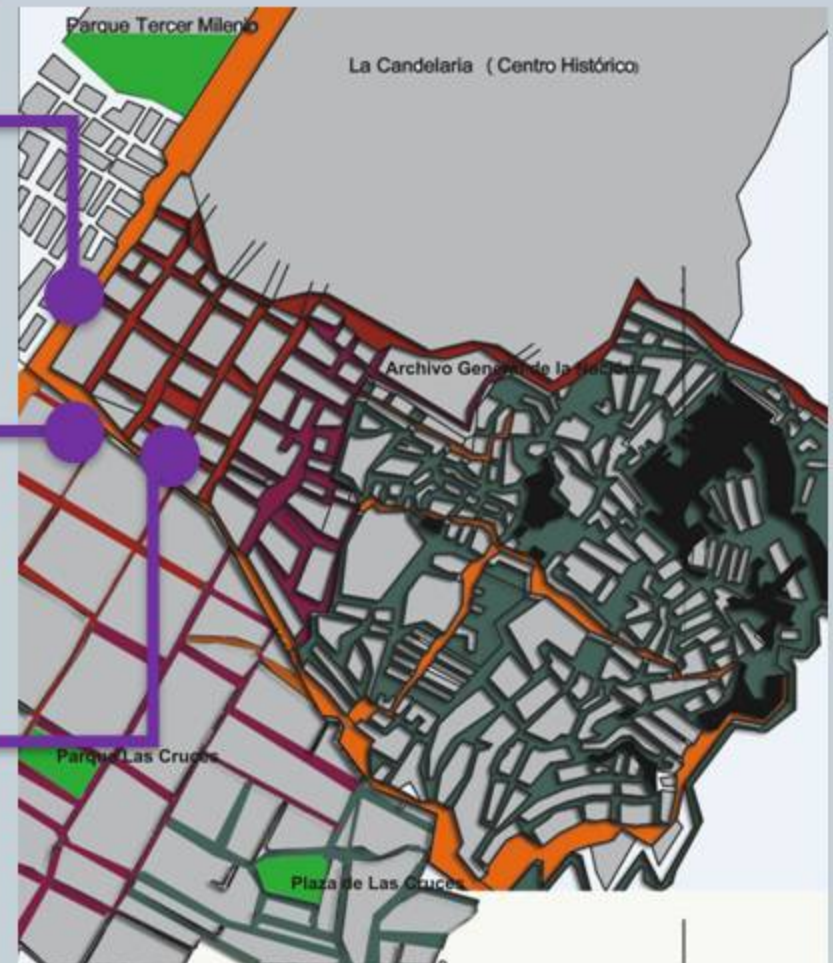 Parque Tercer Milenio
La Candelaria ( Centro Histórico)
Archivo General de la Nación
Parque Las Cruces
Plaza de Las Cruces